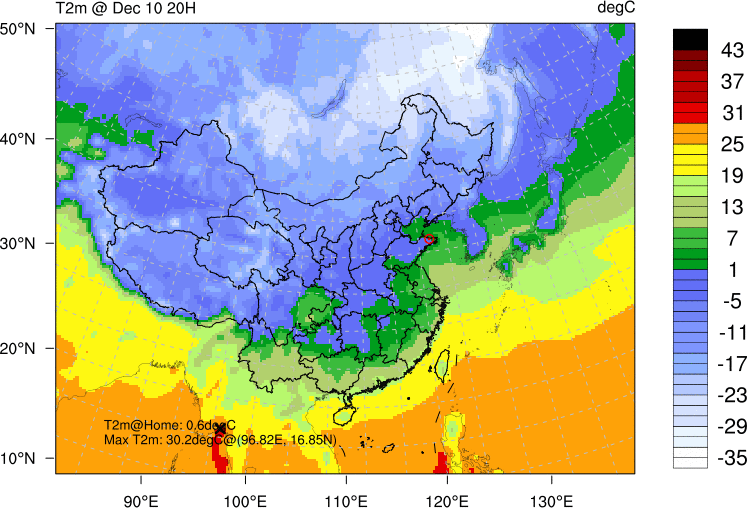 T2m @ Dec 10 20H
degC
50°N
40°N
30°N
20°N
10°N
T2m@Home: 0.6degC
Max T2m: 30.2degC@(96.82E, 16.85N)
90°E
100°E
110°E
120°E
130°E
43
37
31
25
19
13
7
1
-5
-11
-17
-23
-29
-35